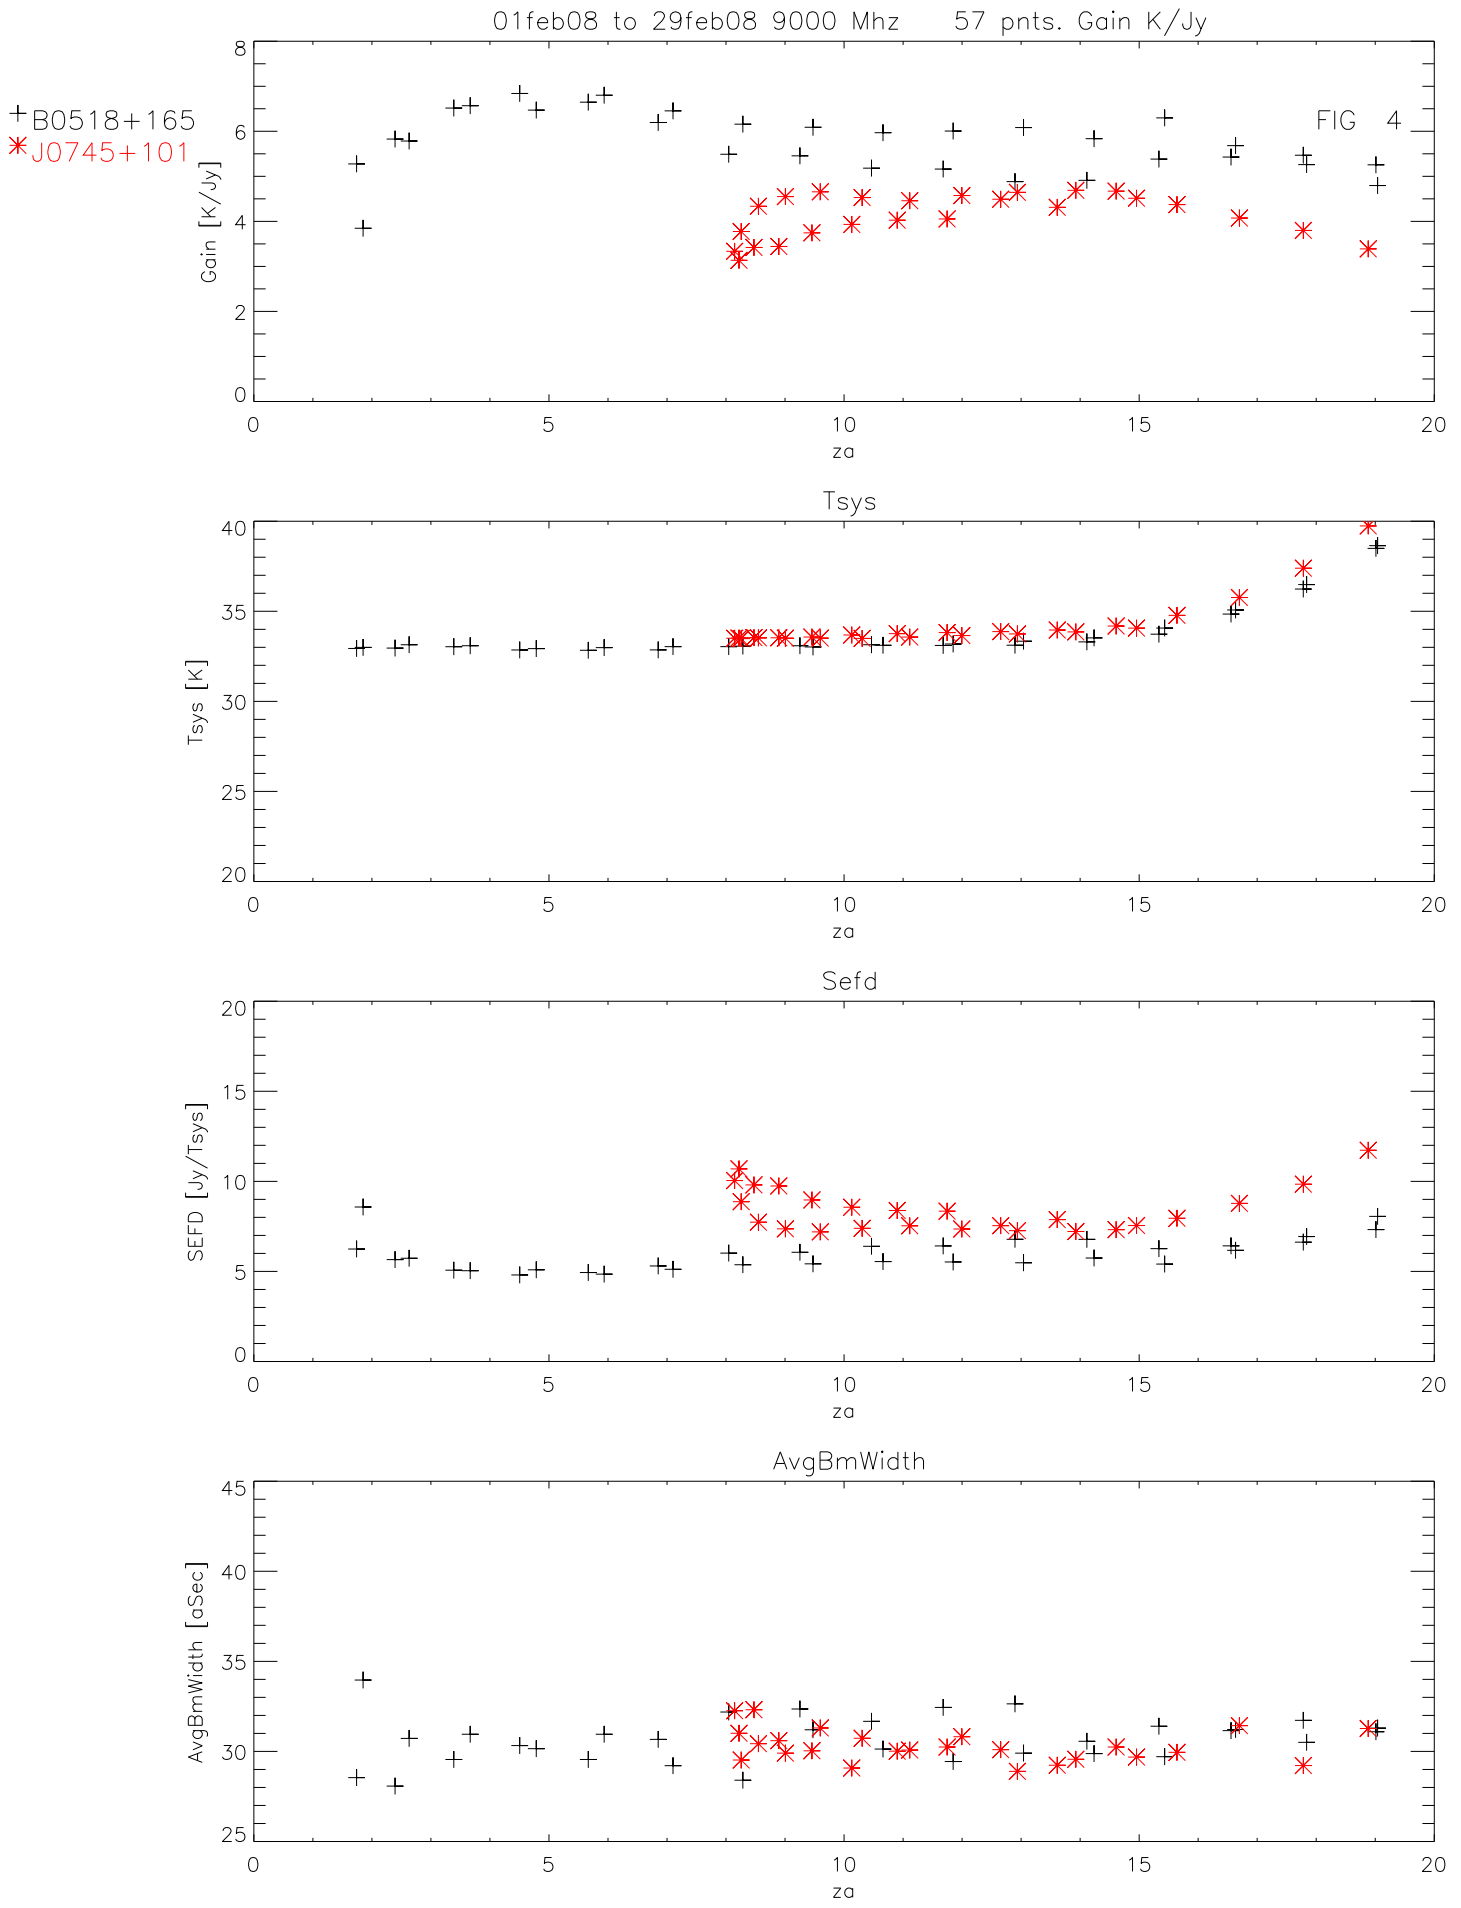 01feb08 to 29feb08 9000 Mhz 57 pnts. Gain K/Jy
+ B0518+165
* J0745+101
FIG 4
Gain [K/Jy]
8
6
4
2
0
0 5 10 15 20
za
Tsys
Tsys [K]
40
35
30
25
20
0 5 10 15 20
za
Sefd
SEFD [Jy/Tsys]
20
15
10
5
0
0 5 10 15 20
za
AvgBmWidth
AvgBmWidth [aSec]
45
40
35
30
25
0 5 10 15 20
za